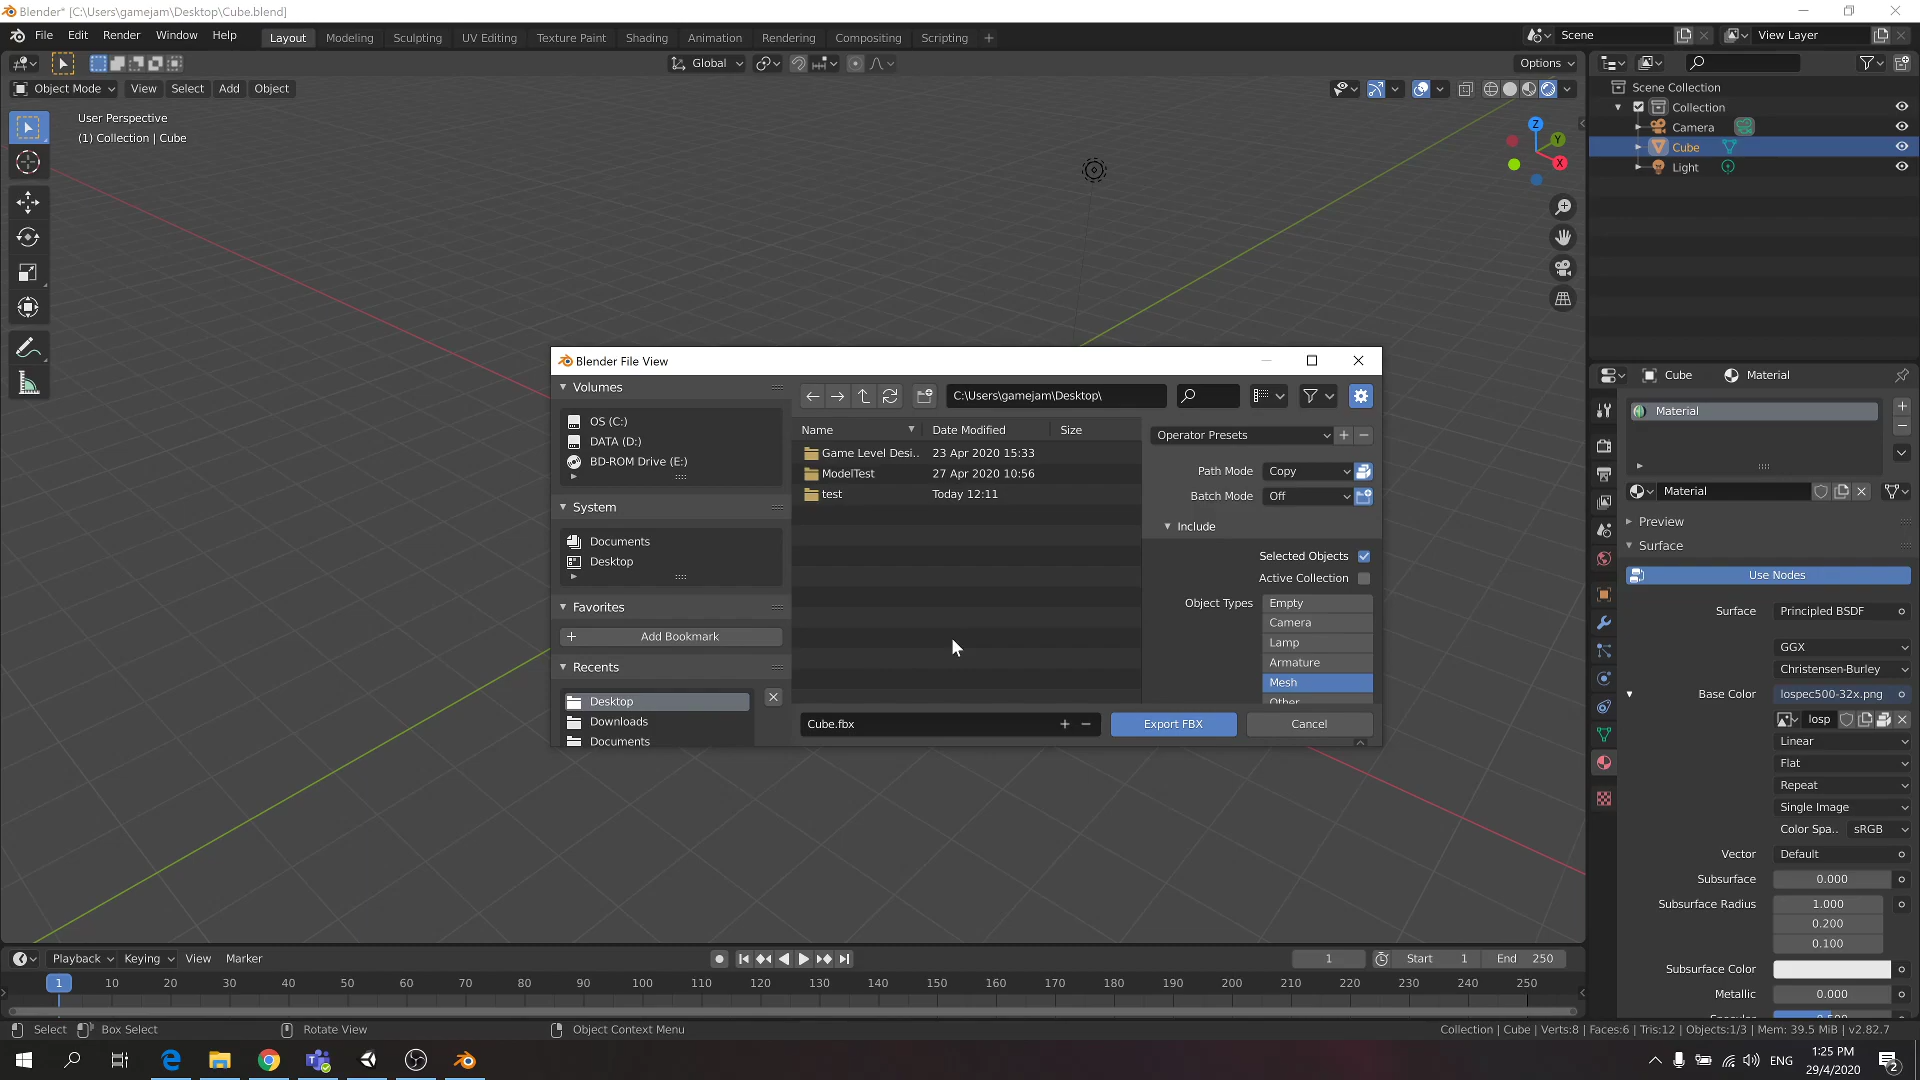 Blender* [C:\Users\gamejam\Desktop\Cube.blend]
File Edit Render Window Help
Layout Modeling Sculpting UV Editing Texture Paint Shading Animation Rendering Compositing Scripting +
Scene
View Layer
Global
Options
Object Mode View Select Add Object
User Perspective
(1) Collection | Cube
Z
Y
X
Scene Collection
Collection
Camera
Cube
Light
Blender File View
Volumes
OS (C:)
DATA (D:)
BD-ROM Drive (E:)
System
Documents
Desktop
Favorites
Add Bookmark
Recents
Desktop
Downloads
Documents
C:\Users\gamejam\Desktop\
Name Date Modified Size
Game Level Desi.. 23 Apr 2020 15:33
ModelTest 27 Apr 2020 10:56
test Today 12:11
Operator Presets
Path Mode Copy
Batch Mode Off
Include
Selected Objects
Active Collection
Object Types Empty
Camera
Lamp
Armature
Mesh
Other
Cube.fbx
Export FBX
Cancel
Cube Material
Material
Material
Preview
Surface
Use Nodes
Surface Principled BSDF
GGX
Christensen-Burley
Base Color lospec500-32x.png
losp
Linear
Flat
Repeat
Single Image
Color Spa.. sRGB
Vector Default
Subsurface 0.000
Subsurface Radius 1.000
0.200
0.100
Subsurface Color
Metallic 0.000
Playback Keying View Marker
1 Start 1 End 250
1 10 20 30 40 50 60 70 80 90 100 110 120 130 140 150 160 170 180 190 200 210 220 230 240 250
Select Box Select Rotate View Object Context Menu
Collection | Cube | Verts:8 | Faces:6 | Tris:12 | Objects:1/3 | Mem: 39.5 MiB | v2.82.7
ENG
1:25 PM
29/4/2020
2